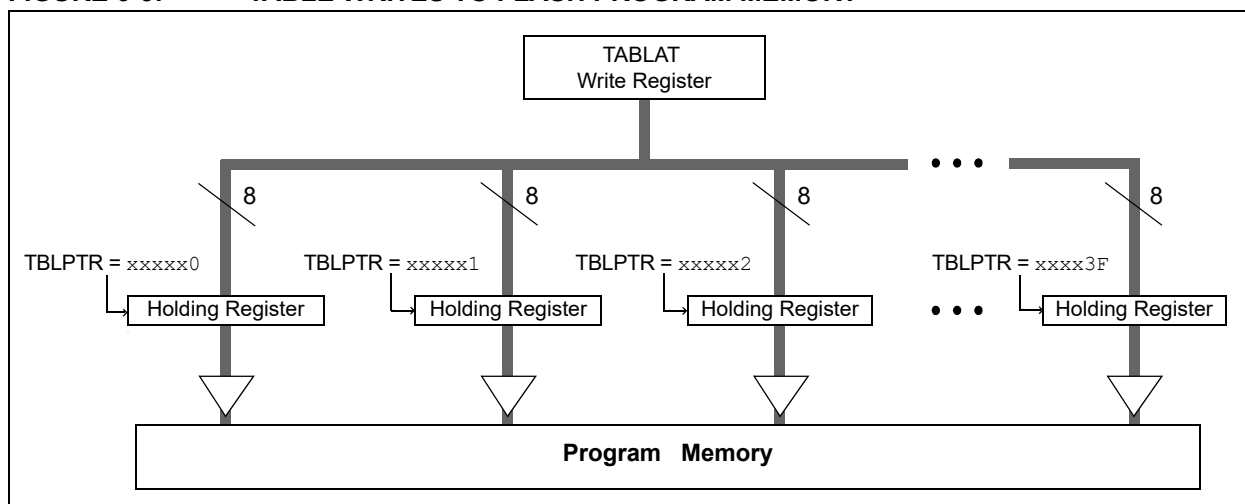 TABLAT
Write Register
8
8
8
8
TBLPTR = xxxxx0
TBLPTR = xxxxx1
TBLPTR = xxxxx2
TBLPTR = xxxx3F
Holding Register
Holding Register
Holding Register
Holding Register
Program Memory